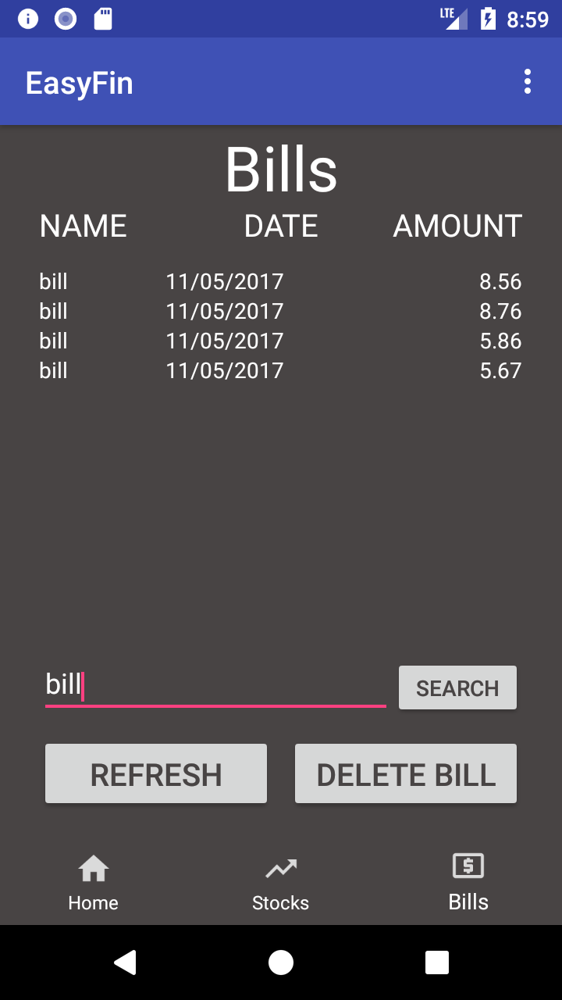 LTE 8:59
EasyFin
Bills
NAME DATE AMOUNT
bill 11/05/2017 8.56
bill 11/05/2017 8.76
bill 11/05/2017 5.86
bill 11/05/2017 5.67
bill SEARCH
REFRESH DELETE BILL
Home Stocks Bills